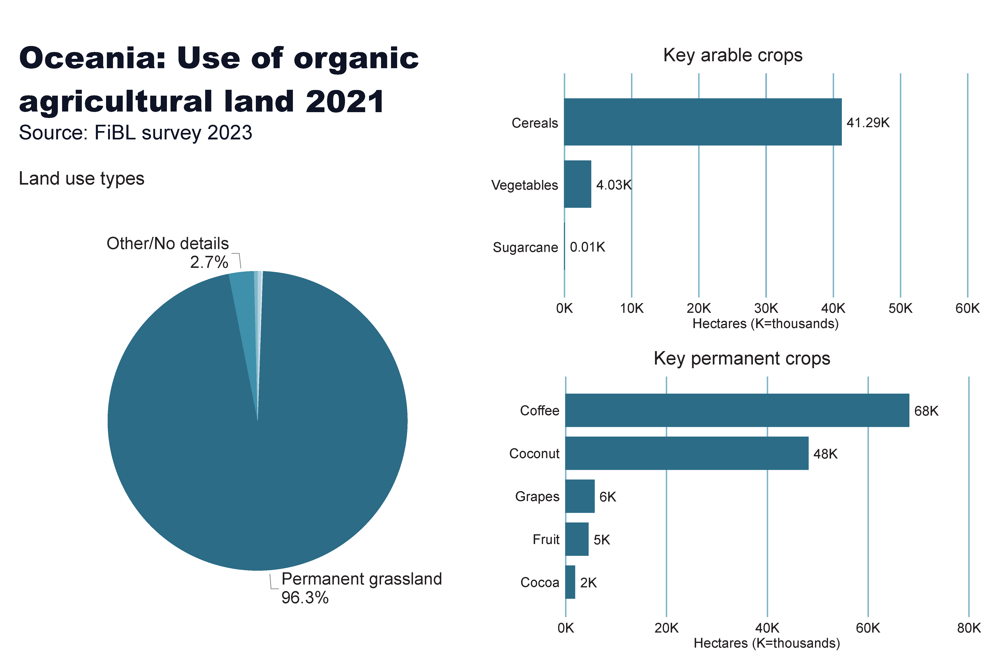 Oceania: Use of organic
agricultural land 2021
Source: FiBL survey 2023
Land use types
Other/No details
2.7%
Permanent grassland
96.3%
Key arable crops
Cereals
41.29K
Vegetables
4.03K
Sugarcane
0.01K
0K 10K 20K 30K 40K 50K 60K
Hectares (K=thousands)
Key permanent crops
Coffee
68K
Coconut
48K
Grapes
6K
Fruit
5K
Cocoa
2K
0K 20K 40K 60K 80K
Hectares (K=thousands)